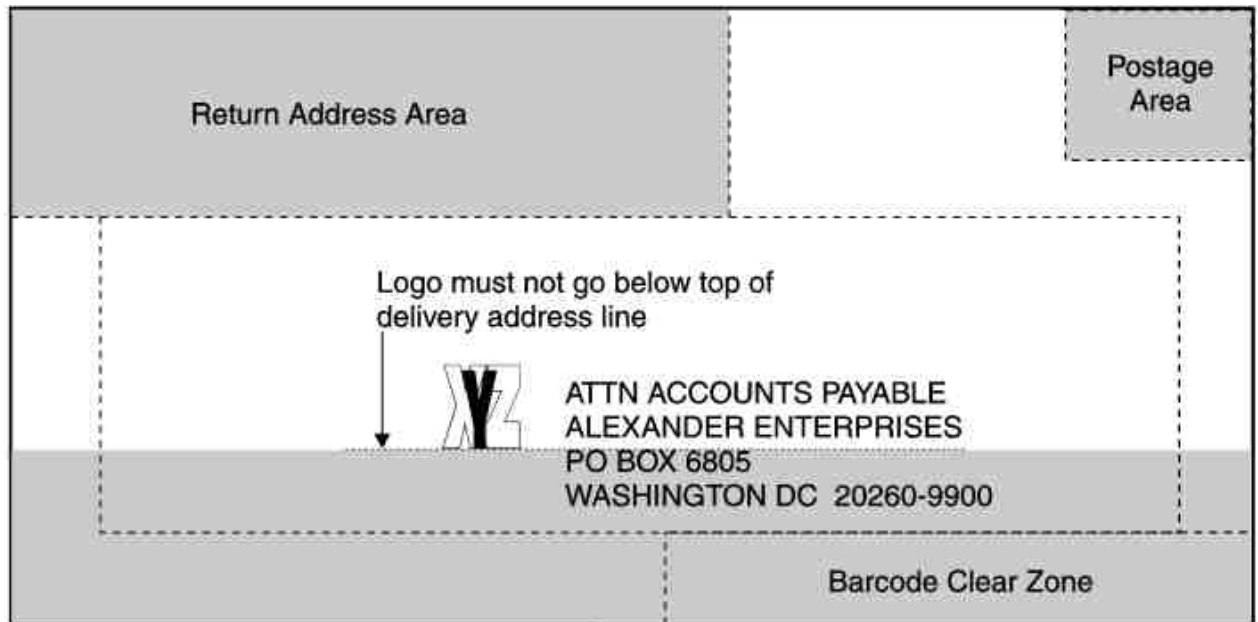 Return Address Area
Postage
Area
Logo must not go below top of
delivery address line
XYZ
ATTN ACCOUNTS PAYABLE
ALEXANDER ENTERPRISES
PO BOX 6805
WASHINGTON DC  20260-9900
Barcode Clear Zone